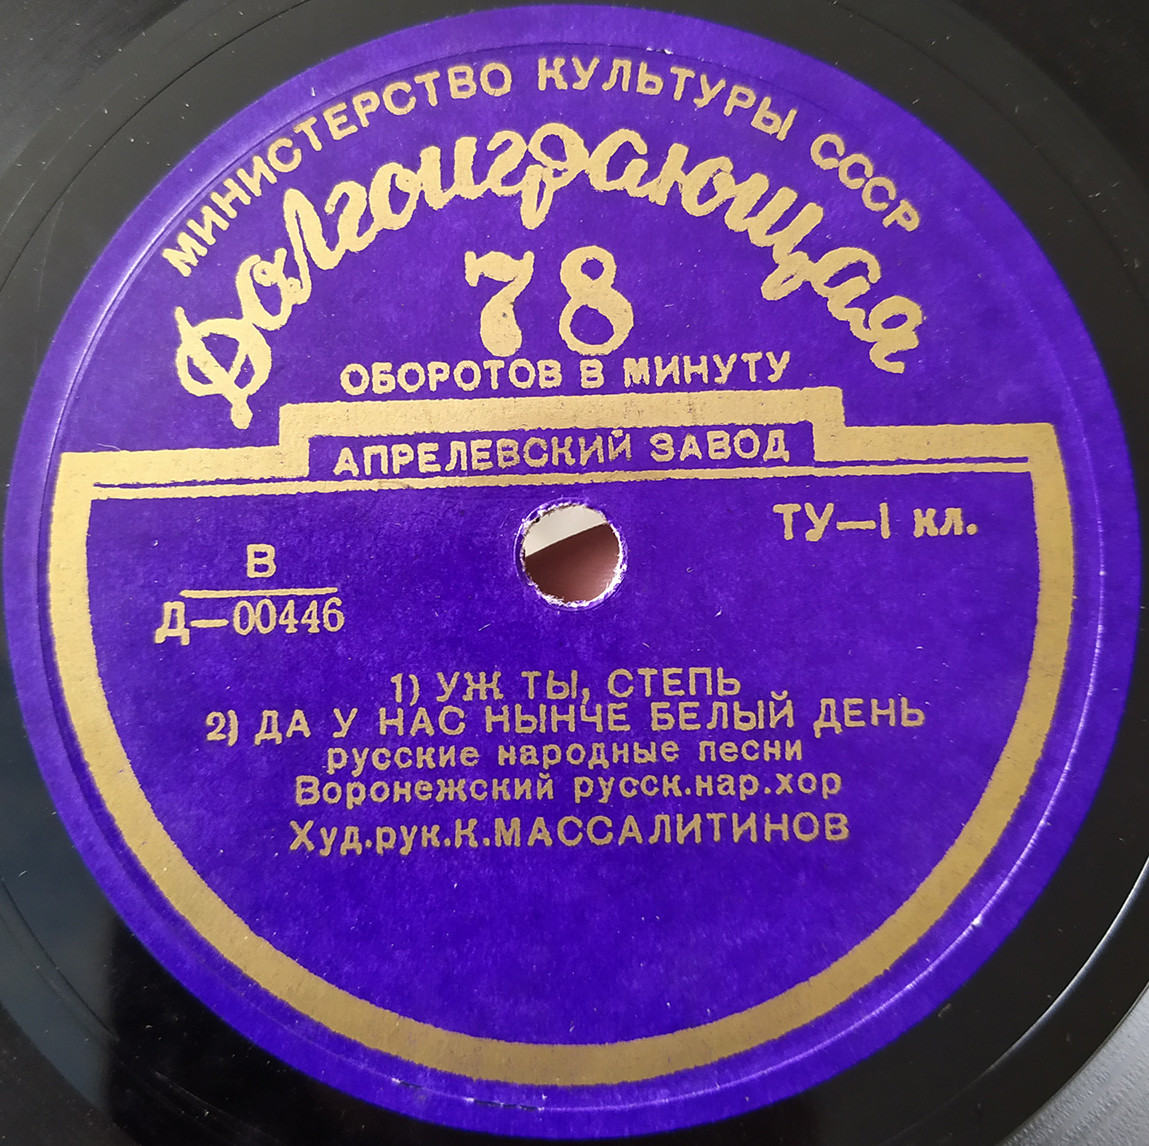 МИНИСТЕРСТВО КУЛЬТУРЫ СССР
Долгоиграющая
78
ОБОРОТОВ В МИНУТУ
АПРЕЛЕВСКИЙ ЗАВОД
ТУ—1 кл.
В
Д—00446
1) УЖ ТЫ, СТЕПЬ
2) ДА У НАС НЫНЧЕ БЕЛЫЙ ДЕНЬ
русские народные песни
Воронежский русск.нар.хор
Худ.рук.К.МАССАЛИТИНОВ